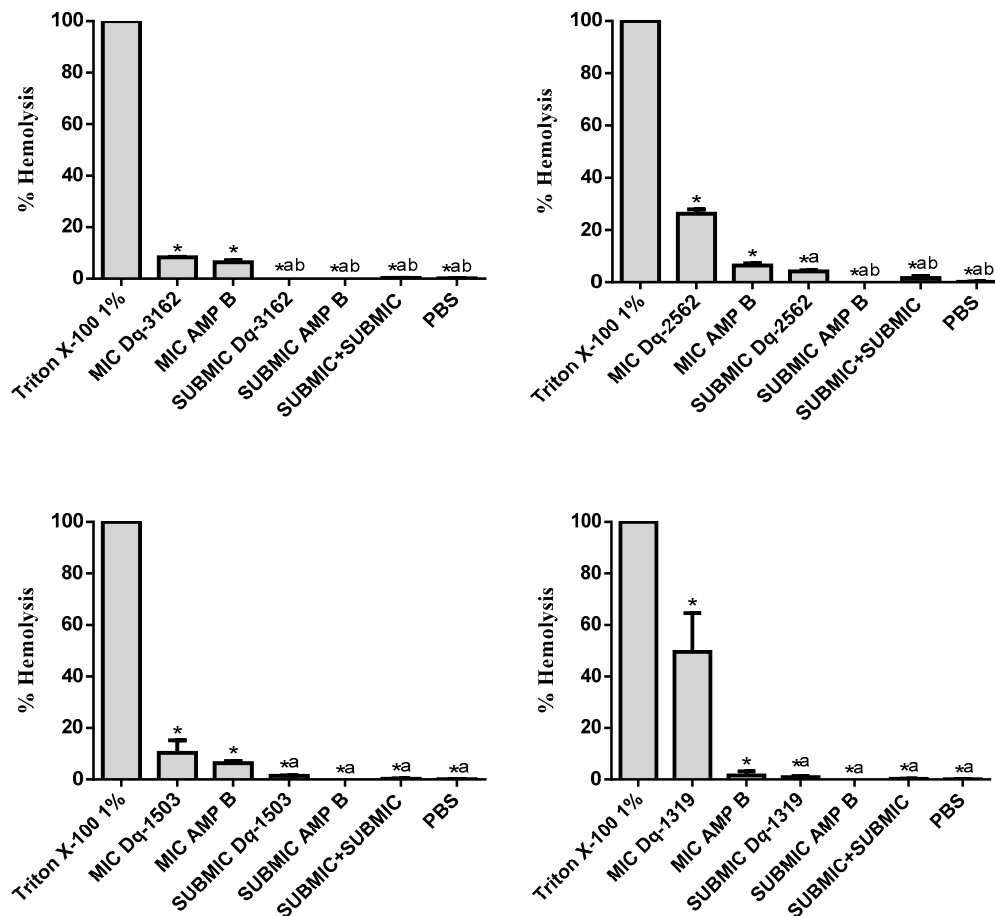 % Hemolysis
100
80
60
40
20
0
*
*
*ab
*ab
*ab
*ab
Triton X-100 1%
MIC Dq-3162
MIC AMP B
SUBMIC Dq-3162
SUBMIC AMP B
SUBMIC+SUBMIC
PBS
% Hemolysis
100
80
60
40
20
0
*
*
*a
*ab
*ab
*ab
Triton X-100 1%
MIC Dq-2562
MIC AMP B
SUBMIC Dq-2562
SUBMIC AMP B
SUBMIC+SUBMIC
PBS
% Hemolysis
100
80
60
40
20
0
*
*
*a
*a
*a
*a
Triton X-100 1%
MIC Dq-1503
MIC AMP B
SUBMIC Dq-1503
SUBMIC AMP B
SUBMIC+SUBMIC
PBS
% Hemolysis
100
80
60
40
20
0
*
*
*a
*a
*a
*a
Triton X-100 1%
MIC Dq-1319
MIC AMP B
SUBMIC Dq-1319
SUBMIC AMP B
SUBMIC+SUBMIC
PBS